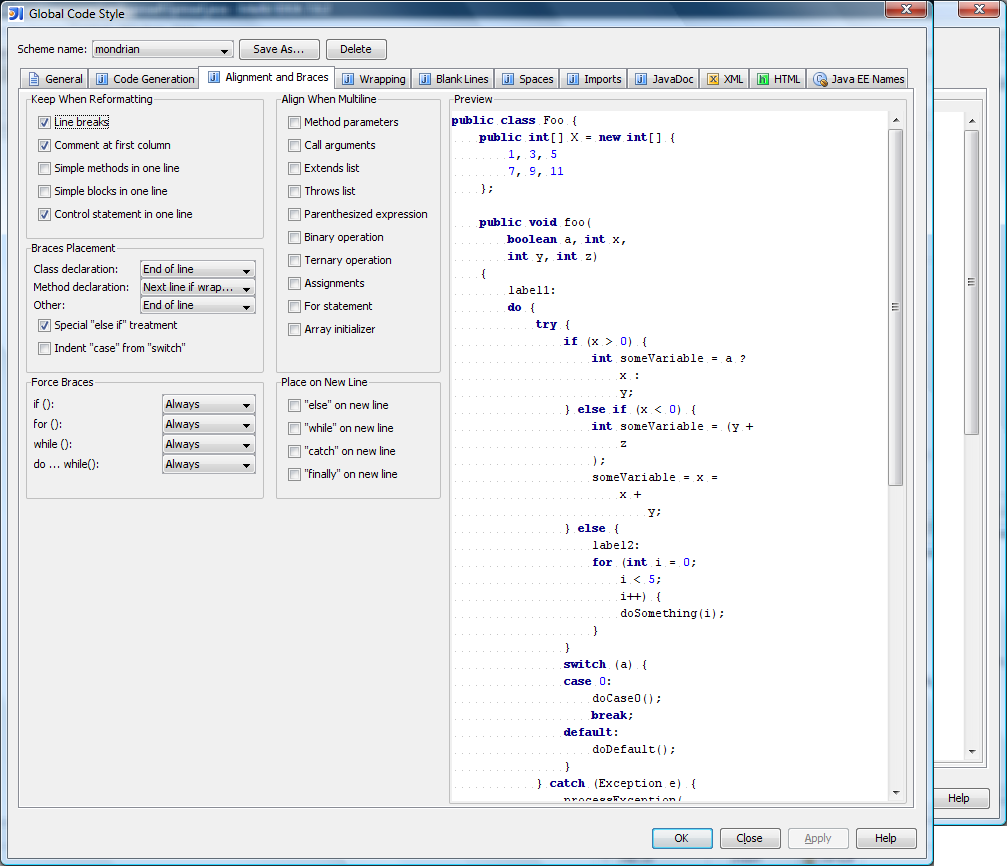 Global Code Style
Scheme name: mondrian Save As... Delete
General Code Generation Alignment and Braces Wrapping Blank Lines Spaces Imports JavaDoc XML HTML Java EE Names
Keep When Reformatting
Line breaks
Comment at first column
Simple methods in one line
Simple blocks in one line
Control statement in one line
Braces Placement
Class declaration: End of line
Method declaration: Next line if wrap...
Other: End of line
Special "else if" treatment
Indent "case" from "switch"
Force Braces
if (): Always
for (): Always
while (): Always
do ... while(): Always
Align When Multiline
Method parameters
Call arguments
Extends list
Throws list
Parenthesized expression
Binary operation
Ternary operation
Assignments
For statement
Array initializer
Place on New Line
"else" on new line
"while" on new line
"catch" on new line
"finally" on new line
Preview
public class Foo {
public int[] X = new int[] {
1, 3, 5
7, 9, 11
};
public void foo(
boolean a, int x,
int y, int z)
{
label1:
do {
try {
if (x > 0) {
int someVariable = a ?
x :
y;
} else if (x < 0) {
int someVariable = (y +
z
);
someVariable = x =
x +
y;
} else {
label2:
for (int i = 0;
i < 5;
i++) {
doSomething(i);
}
}
switch (a) {
case 0:
doCase0();
break;
default:
doDefault();
}
} catch (Exception e) {
processException(
OK Close Apply Help
Help